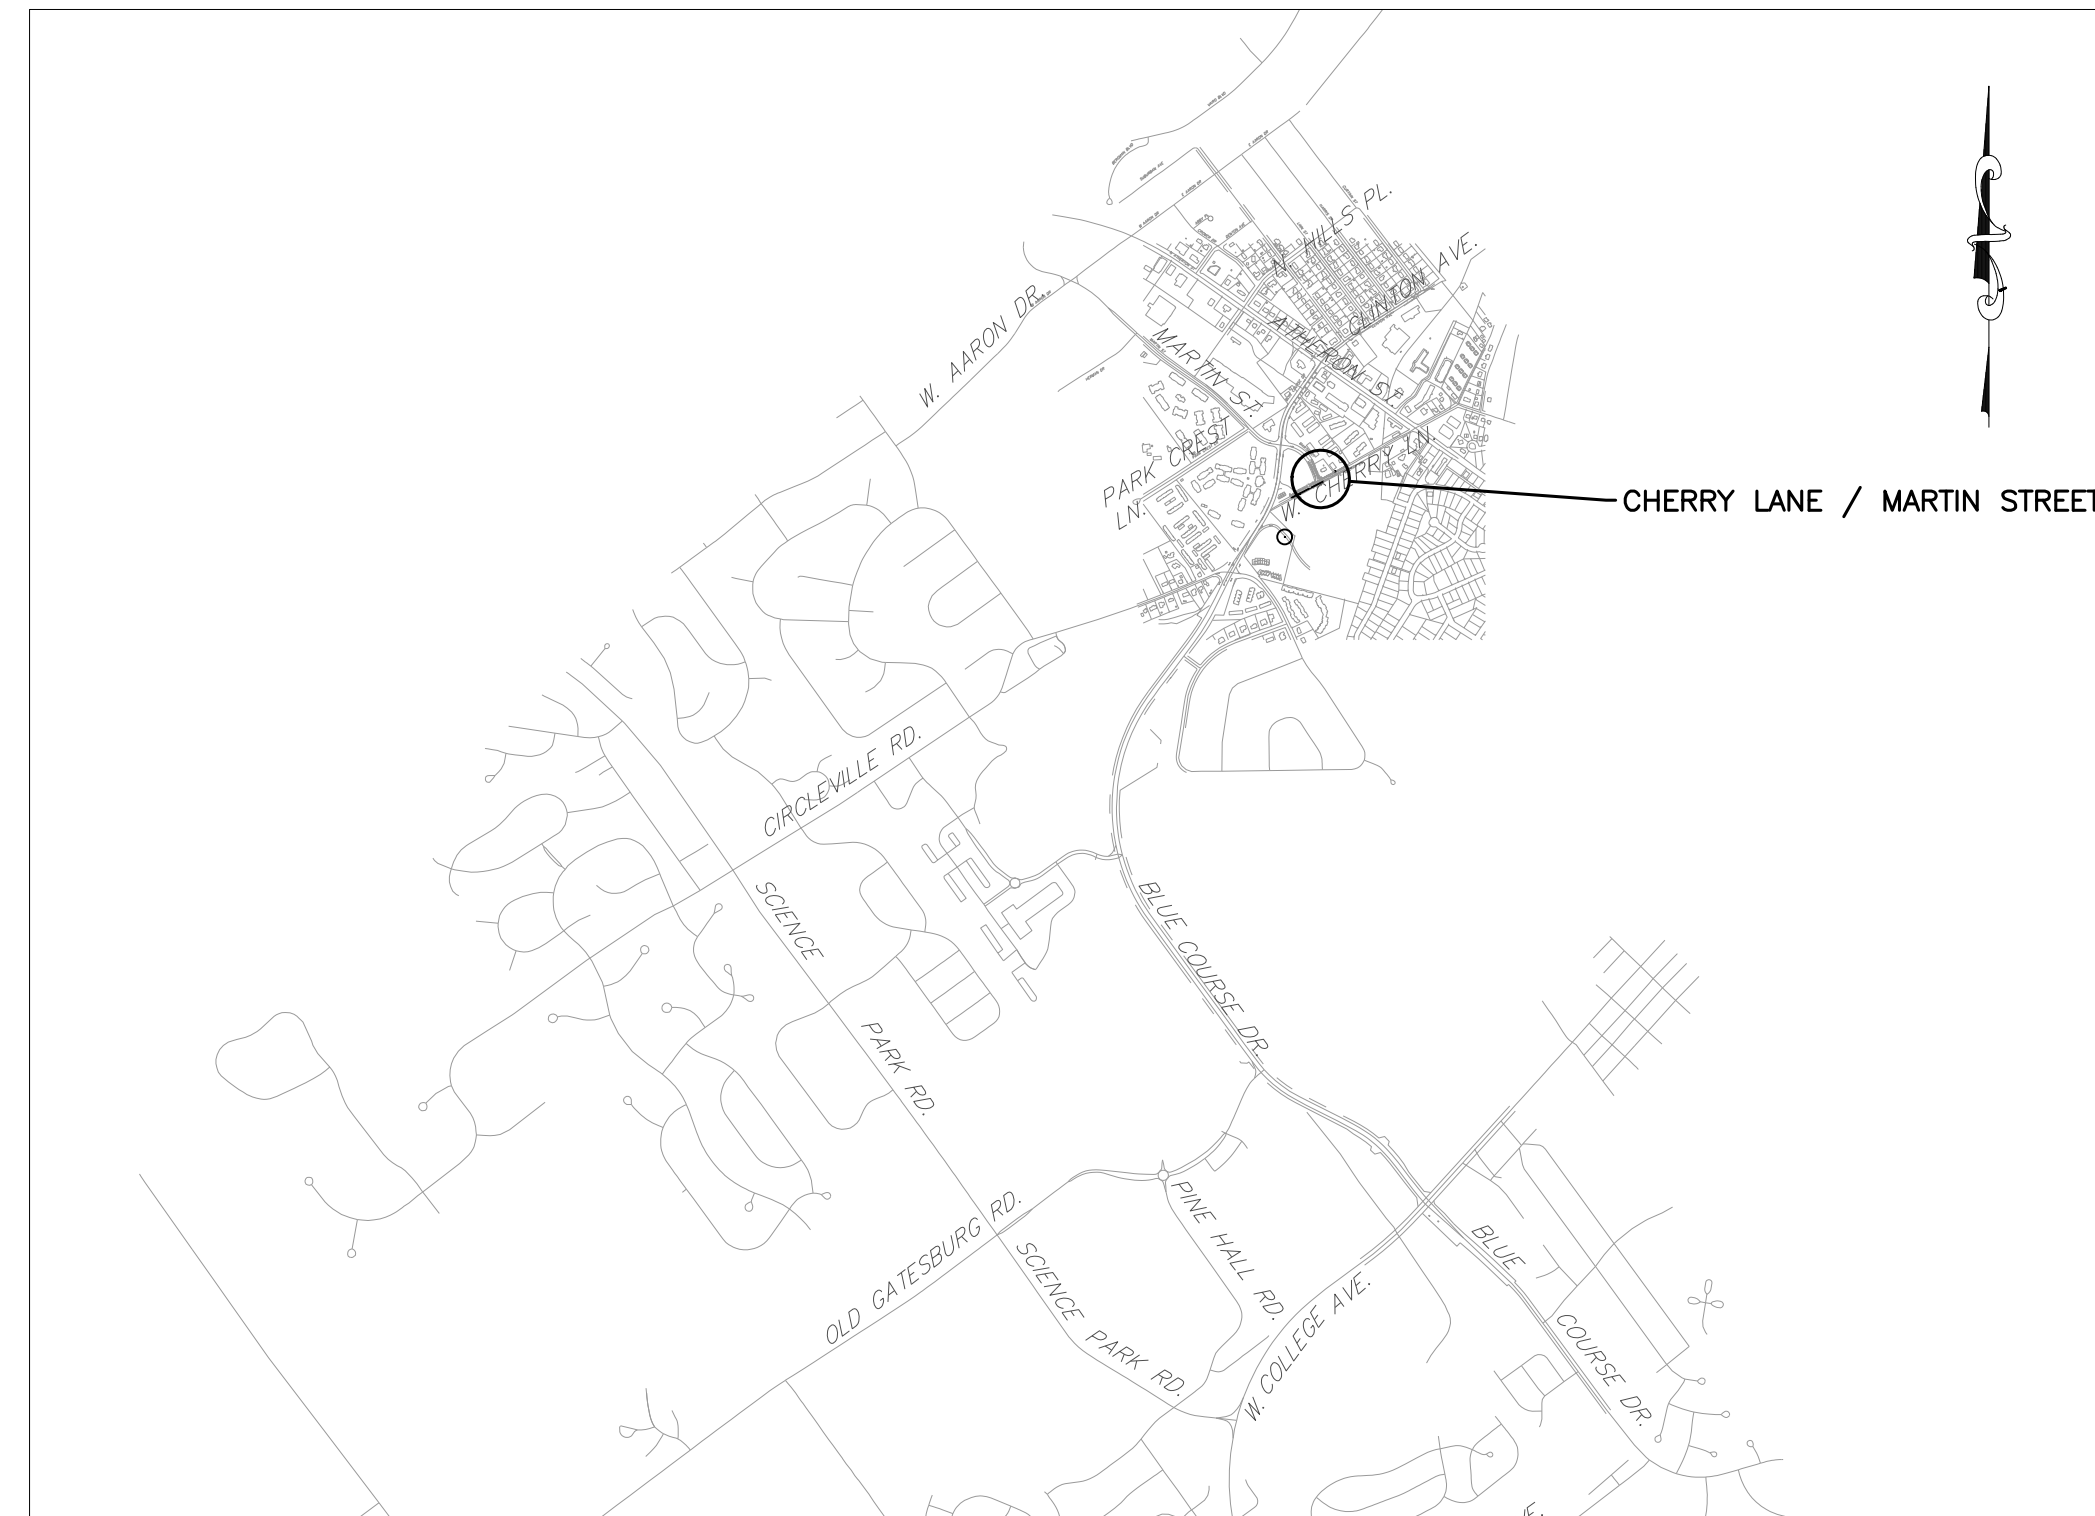 N. HILLS PL.
CLINTON AVE.
W. AARON DR.
MARTIN ST.
ATHERON ST.
PARK CREST
LN.
W. CHERRY LN.
CHERRY LANE / MARTIN STREET
CIRCLEVILLE RD.
SCIENCE
PARK RD.
BLUE COURSE DR.
OLD GATESBURG RD.
PINE HALL RD.
SCIENCE PARK RD.
W. COLLEGE AVE.
BLUE
COURSE DR.